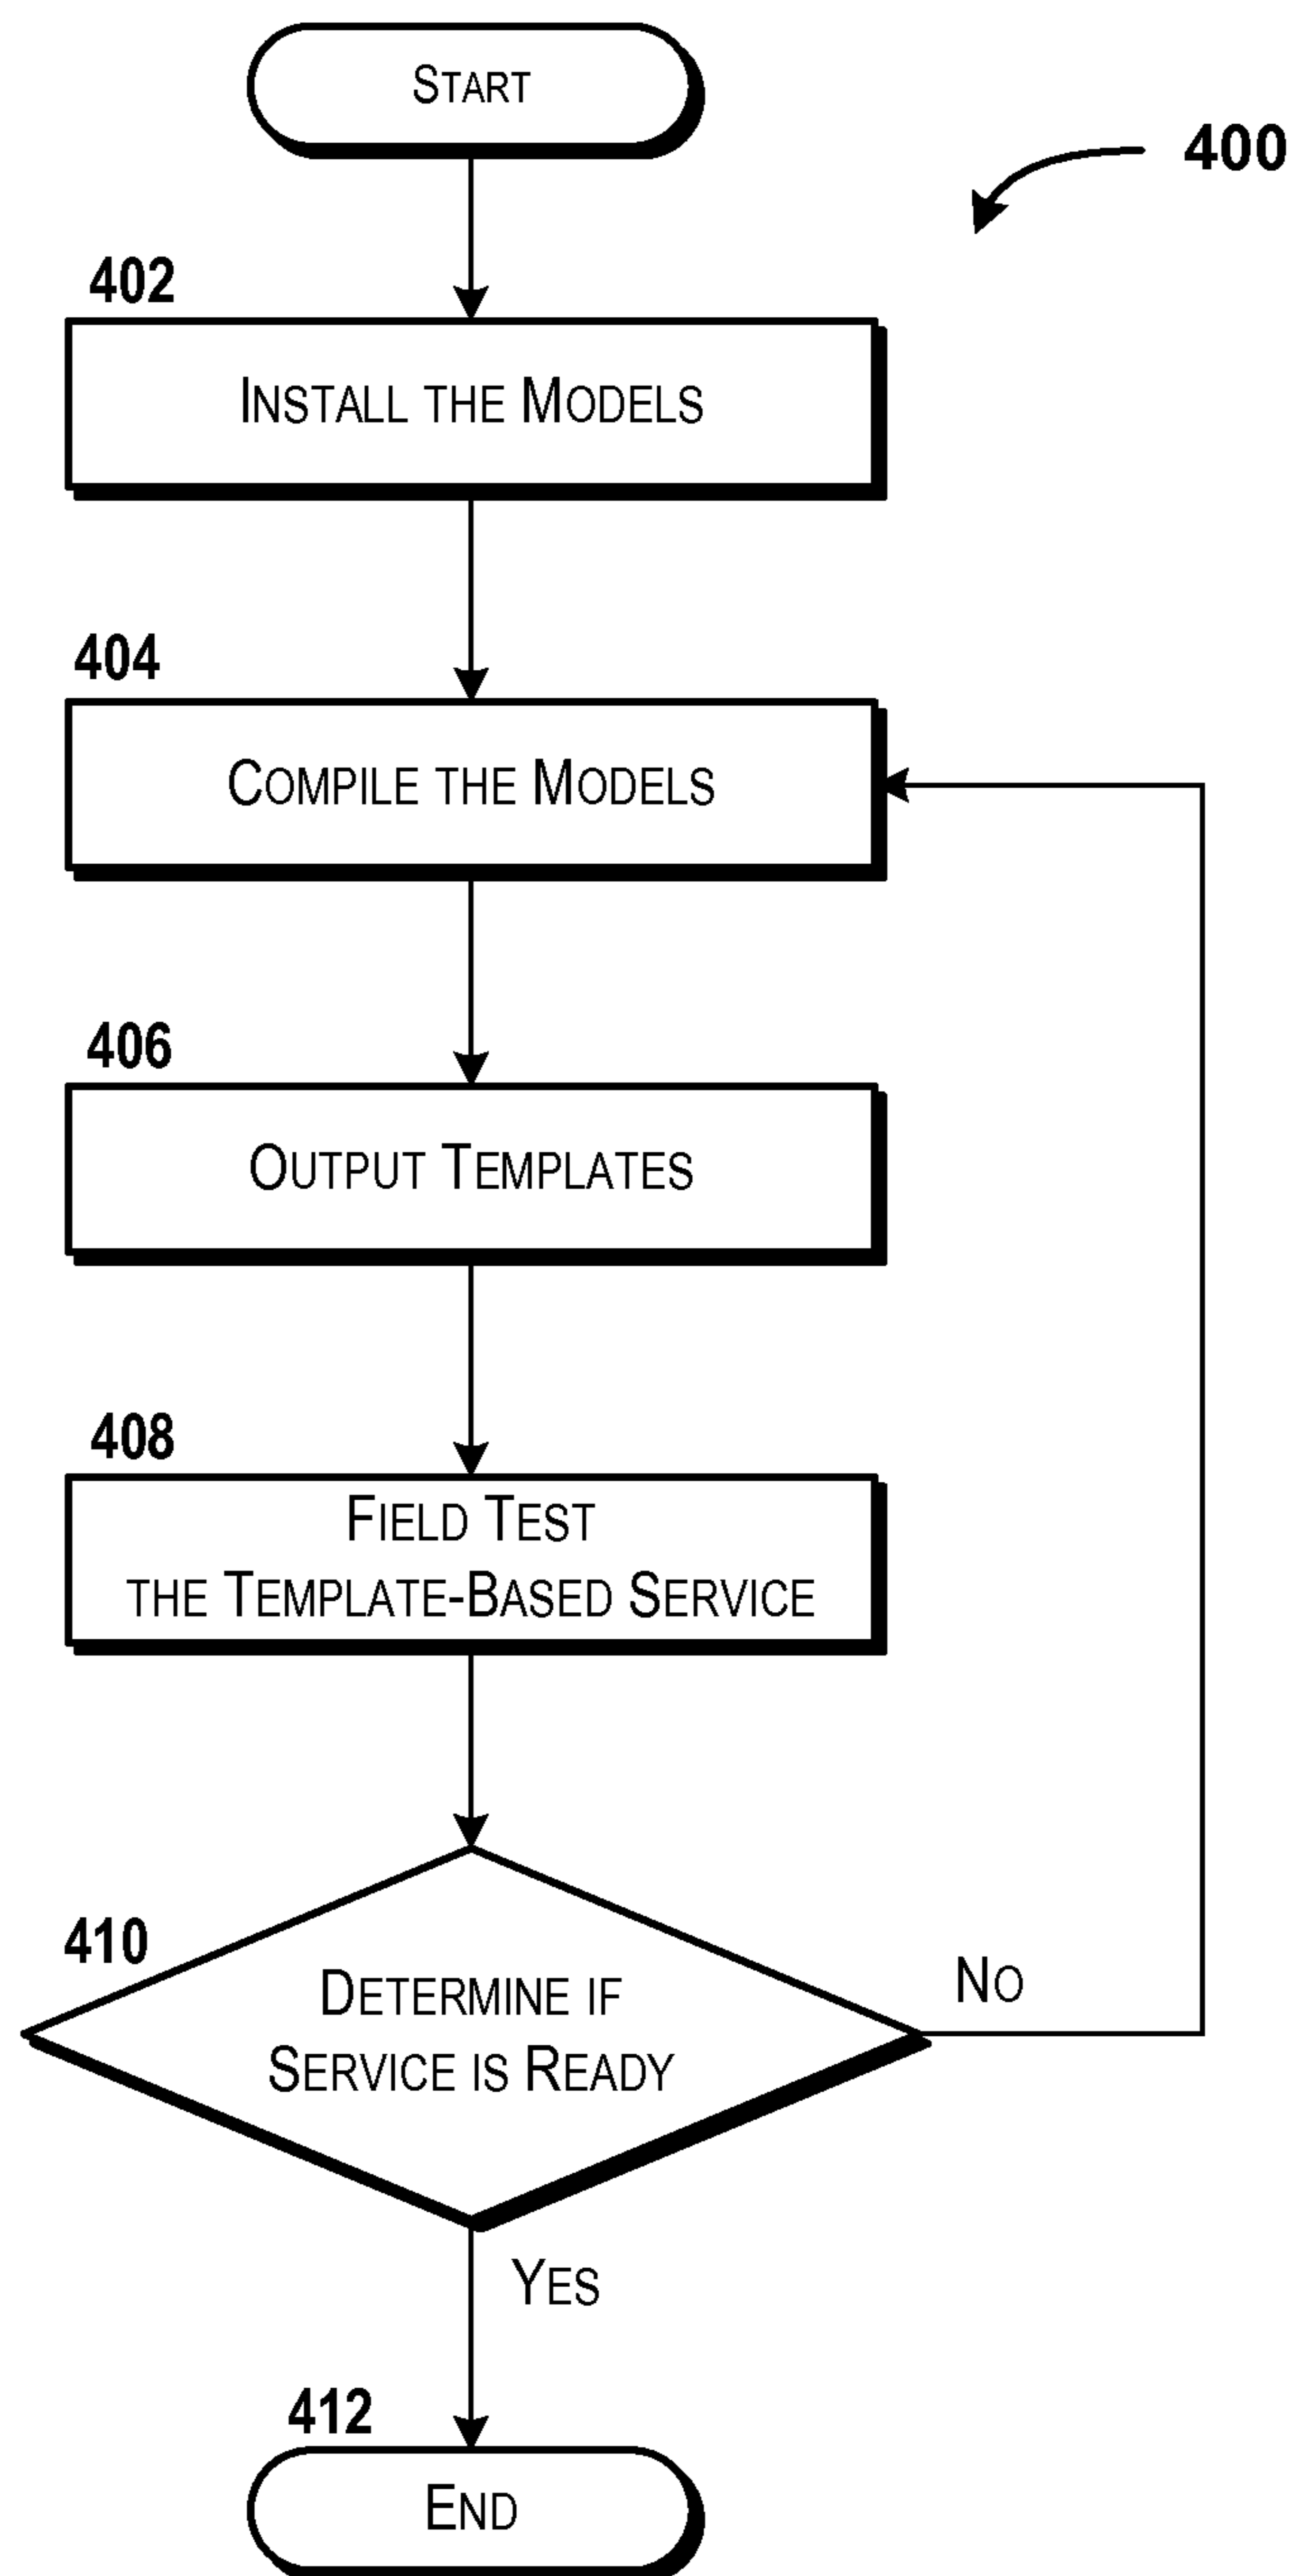 START
400
402
INSTALL THE MODELS
404
COMPILE THE MODELS
406
OUTPUT TEMPLATES
408
FIELD TEST
THE TEMPLATE-BASED SERVICE
410
DETERMINE IF
SERVICE IS READY
NO
YES
412
END